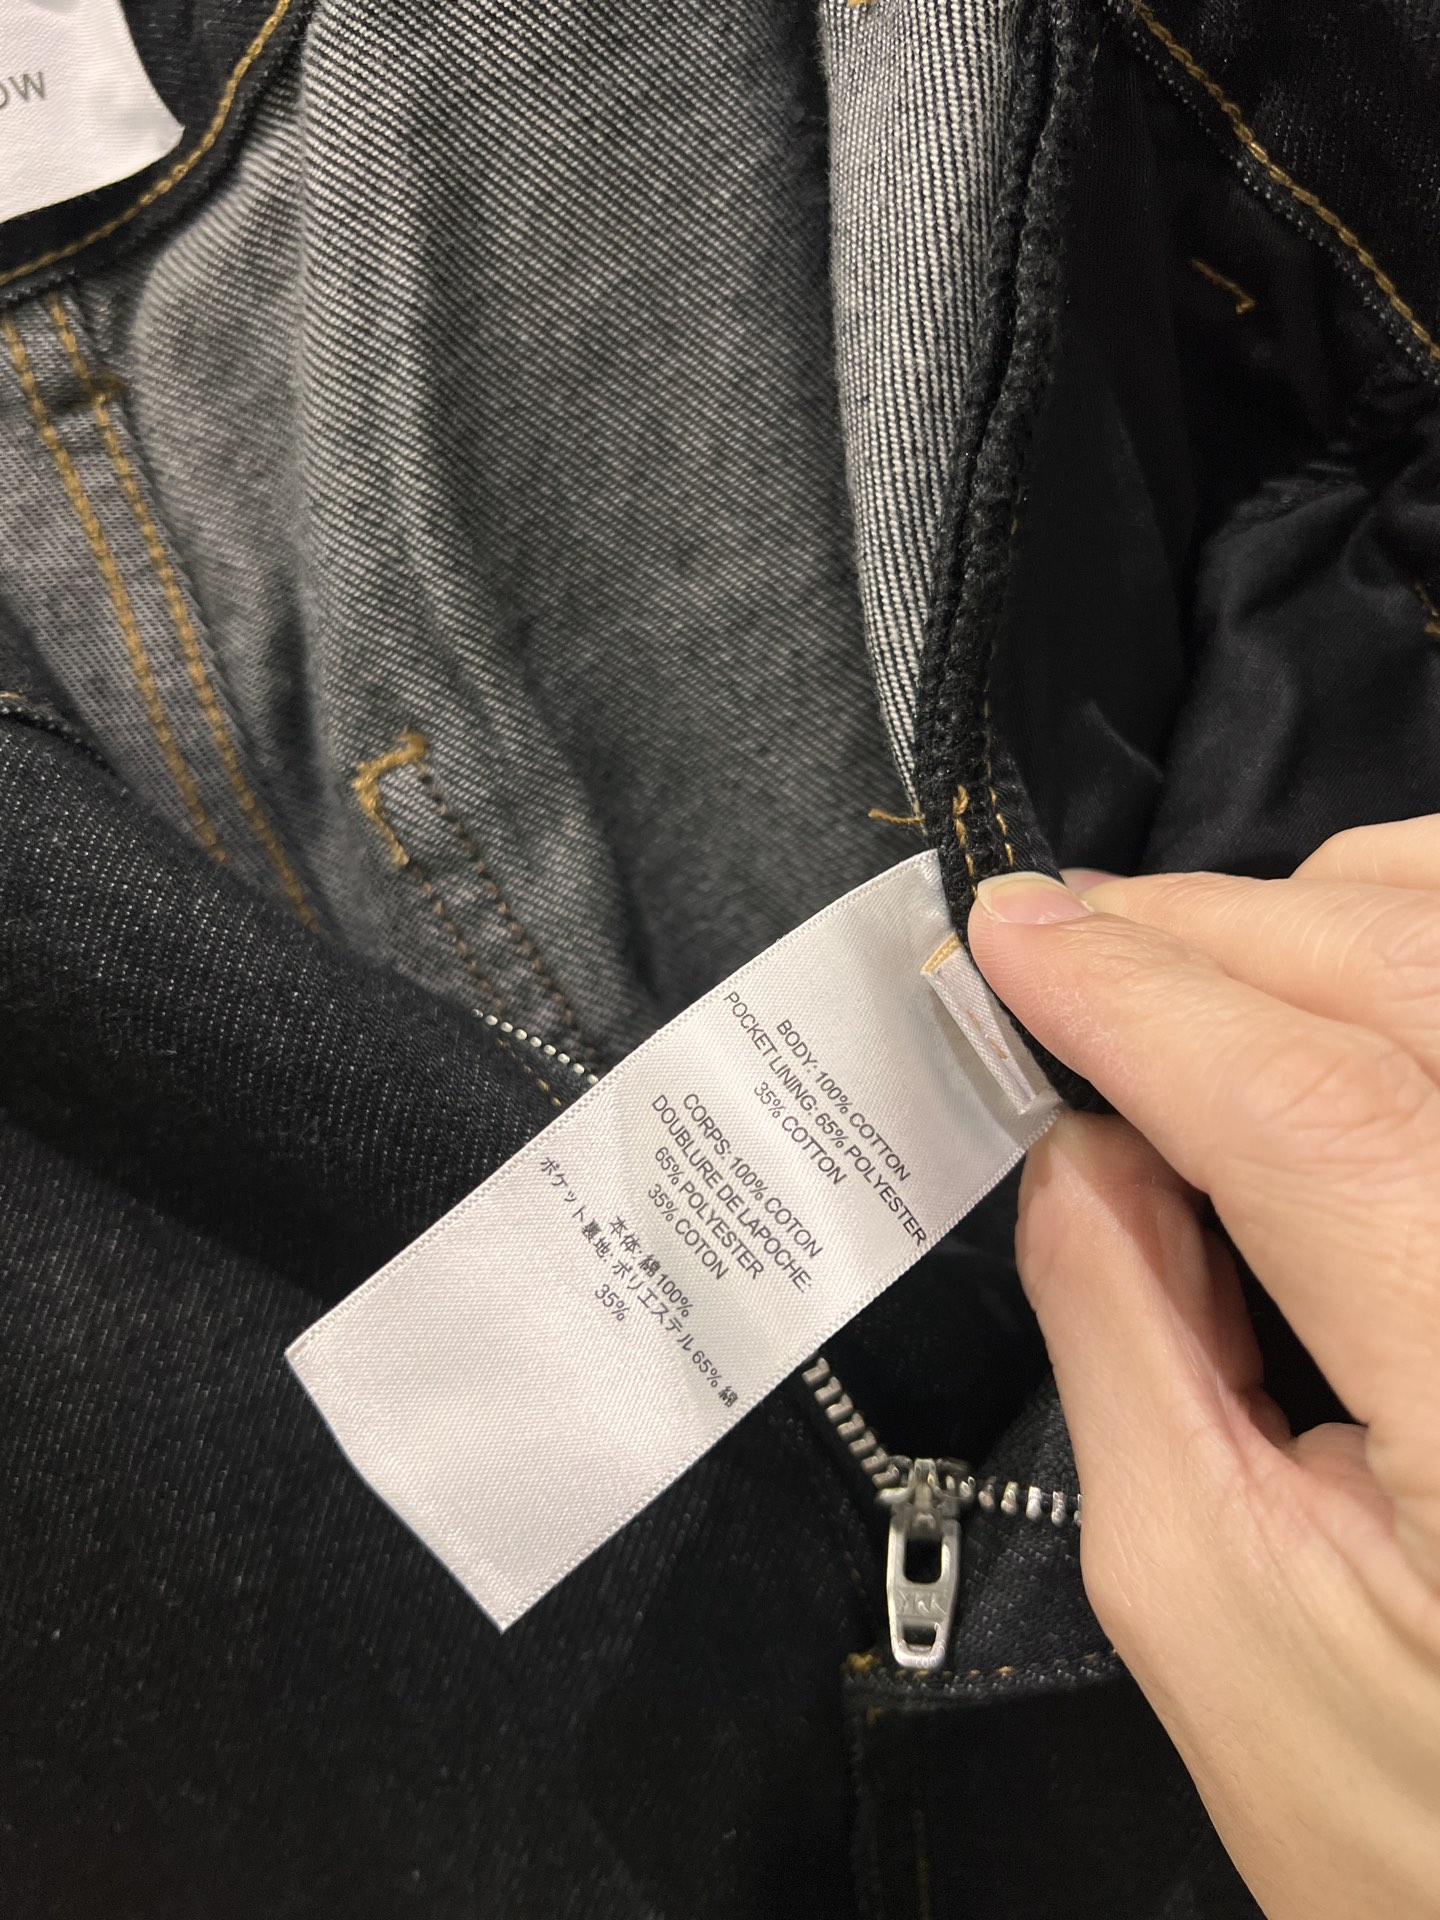 OW
BODY: 100% COTTON
POCKET LINING: 65% POLYESTER
35% COTTON
CORPS: 100% COTON
DOUBLURE DE LAPOCHE:
65% POLYESTER
35% COTON
本体: 綿 100%
ポケット裏地: ポリエステル 65% 綿
35%
YKK